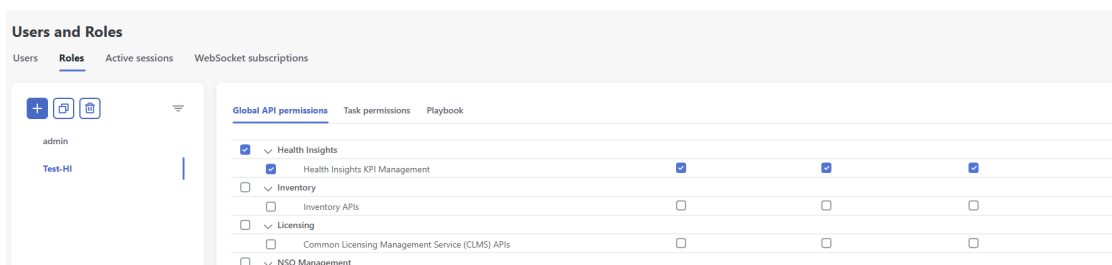 Users and Roles
Users Roles Active sessions WebSocket subscriptions
Global API permissions Task permissions Playbook
admin
Test-HI
Health Insights
Health Insights KPI Management
Inventory
Inventory APIs
Licensing
Common Licensing Management Service (CLMS) APIs
NSO Management